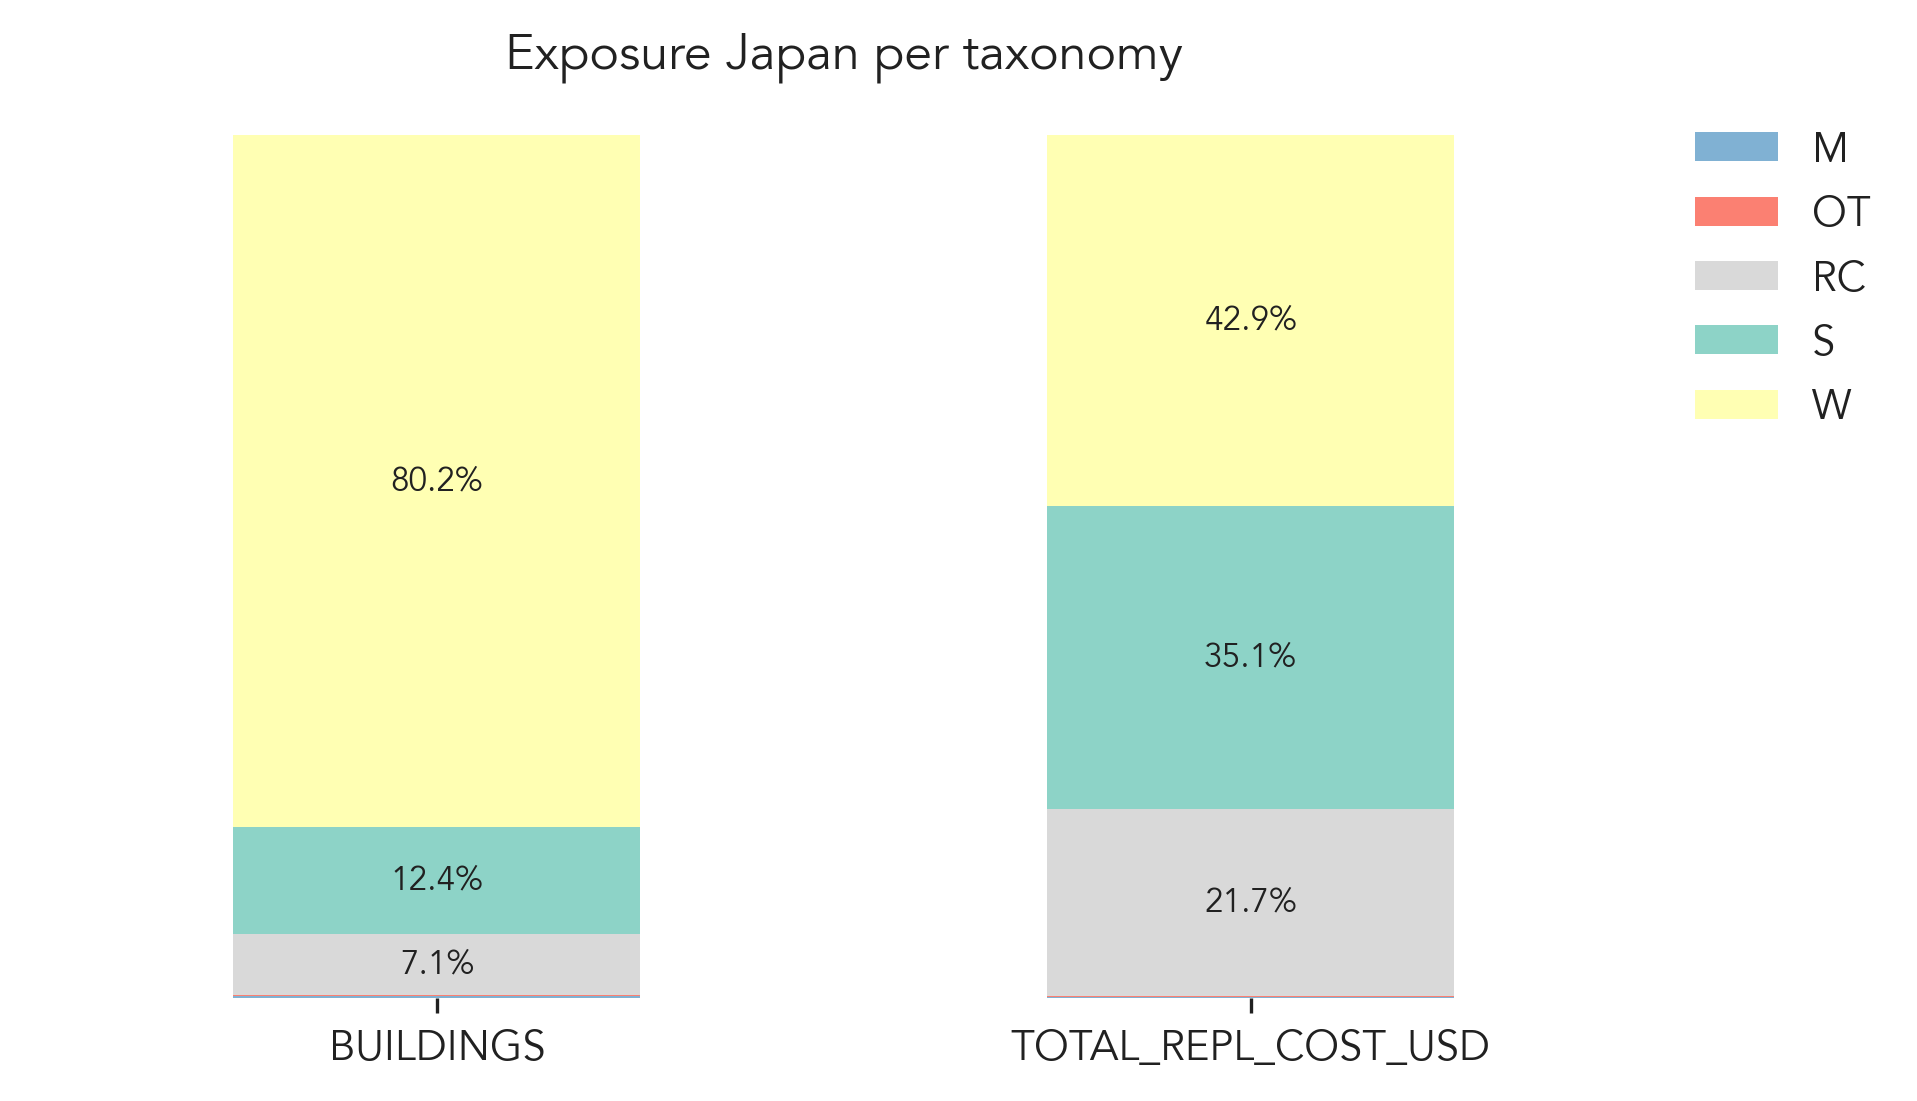 Exposure Japan per taxonomy
80.2%
12.4%
7.1%
BUILDINGS
42.9%
35.1%
21.7%
TOTAL_REPL_COST_USD
M
OT
RC
S
W